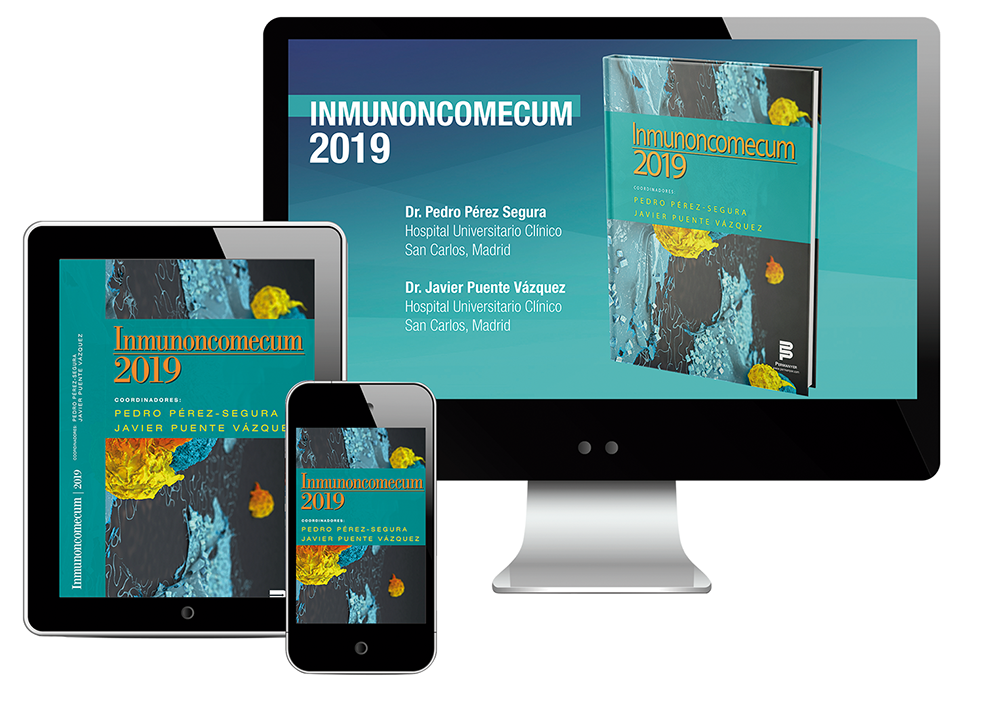 INMUNONCOMECUM
2019
Dr. Pedro Pérez Segura
Hospital Universitario Clínico
San Carlos, Madrid
Dr. Javier Puente Vázquez
Hospital Universitario Clínico
San Carlos, Madrid
Inmunoncomecum
2019
COORDINADORES:
PEDRO PÉREZ-SEGURA
JAVIER PUENTE VÁZQUEZ
PERMANYER
Inmunoncomecum | 2019
COORDINADORES:
PEDRO PÉREZ-SEGURA
JAVIER PUENTE VÁZQUEZ
Inmunoncomecum
2019
COORDINADORES:
PEDRO PÉREZ-SEGURA
JAVIER PUENTE VÁZQUE
Inmunoncomecum
2019
COORDINADORES:
PEDRO PÉREZ-SEGURA
JAVIER PUENTE VÁZQUEZ